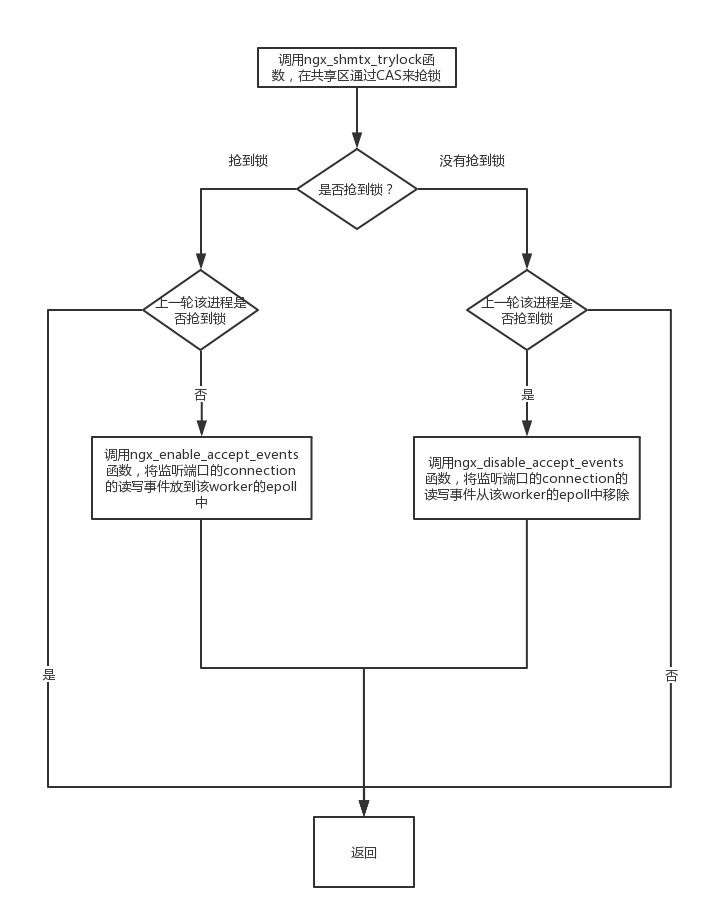 调用ngx_shmtx_trylock函
数，在共享区通过CAS来抢锁
抢到锁
没有抢到锁
是否抢到锁？
上一轮该进程是
否抢到锁
上一轮该进程是
否抢到锁
否
是
调用ngx_enable_accept_events
函数，将监听端口的connection
的读写事件放到该worker的epoll
中
调用ngx_disable_accept_events
函数，将监听端口的connection的
读写事件从该worker的epoll中移除
是
否
返回